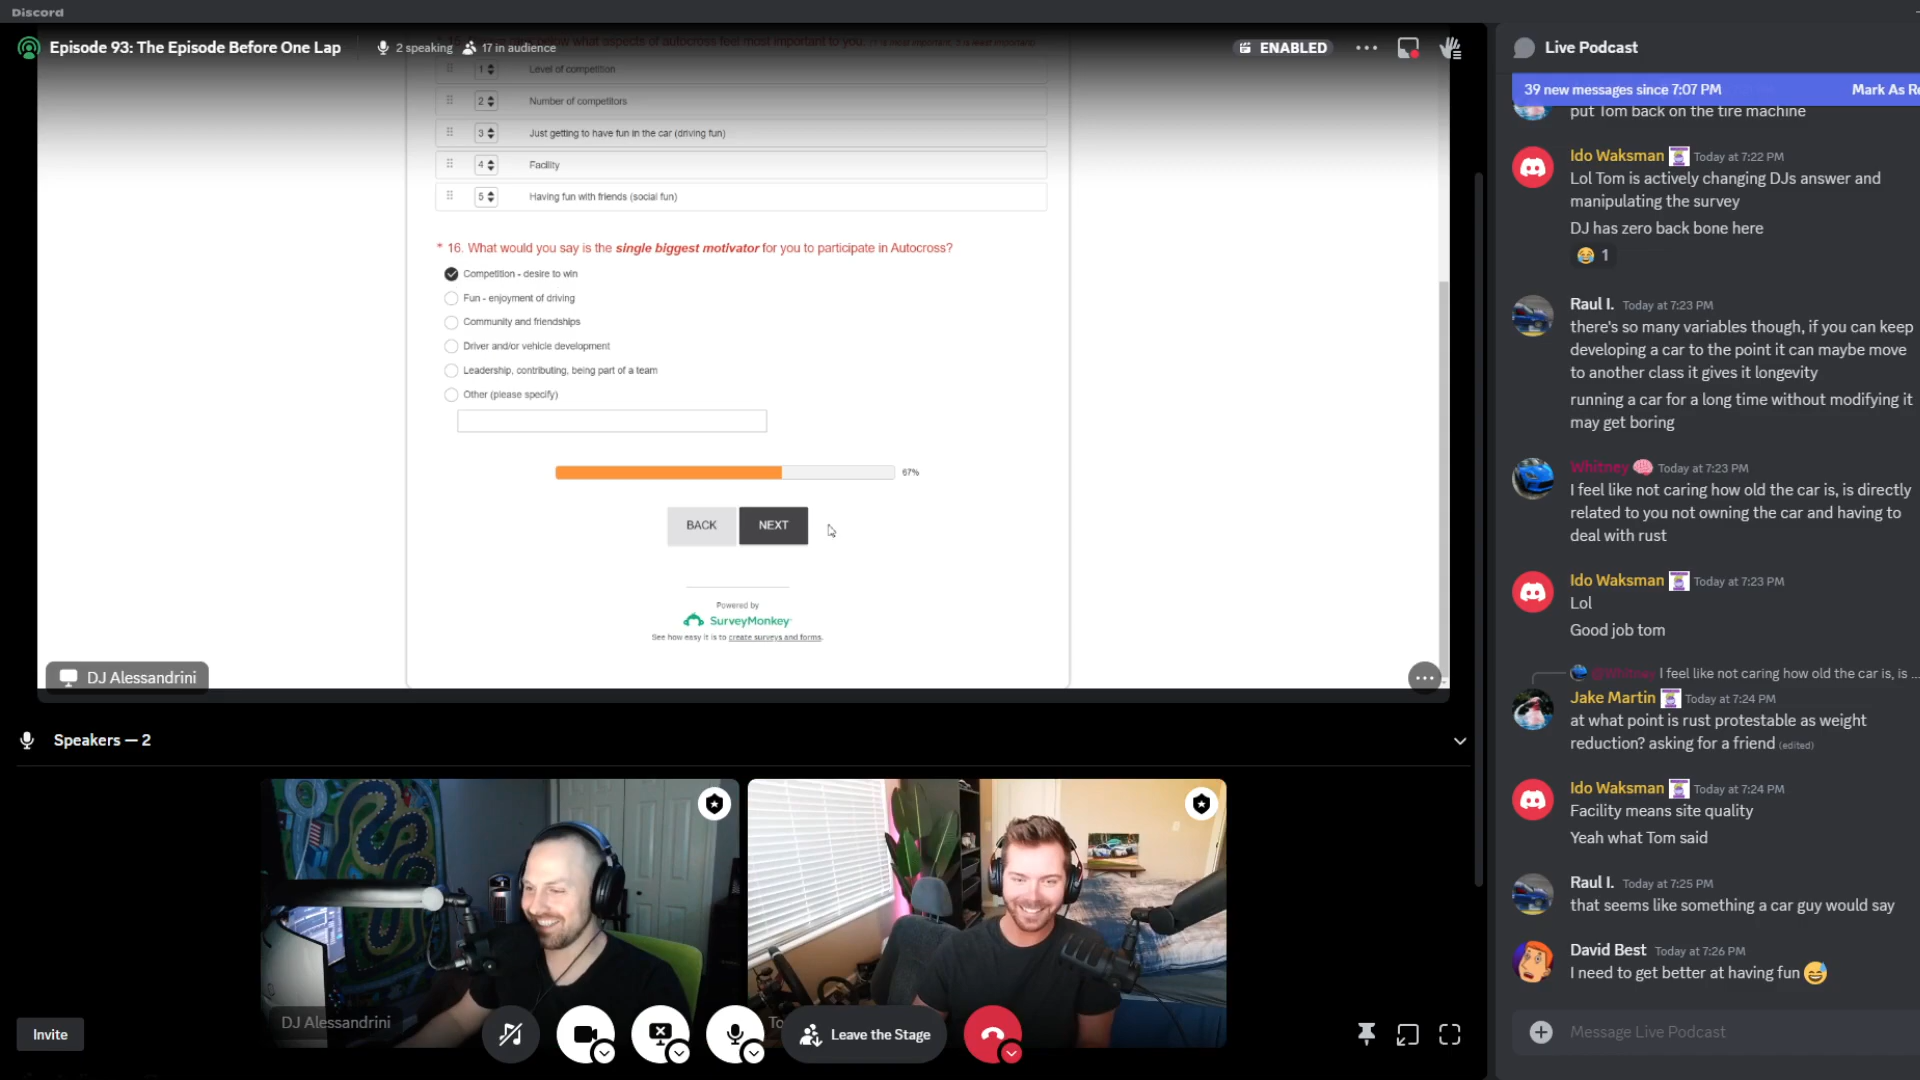 Discord
Episode 93: The Episode Before One Lap
2 speaking
17 in audience
ENABLED
1
Level of competition
2
Number of competitors
3
Just getting to have fun in the car (driving fun)
4
Facility
5
Having fun with friends (social fun)
* 16. What would you say is the single biggest motivator for you to participate in Autocross?
Competition - desire to win
Fun - enjoyment of driving
Community and friendships
Driver and/or vehicle development
Leadership, contributing, being part of a team
Other (please specify)
67%
BACK
NEXT
Powered by
SurveyMonkey
See how easy it is to create surveys and forms.
DJ Alessandrini
Speakers — 2
DJ Alessandrini
To
Invite
Leave the Stage
Live Podcast
39 new messages since 7:07 PM
Mark As Re
put Tom back on the tire machine
Ido Waksman Today at 7:22 PM
Lol Tom is actively changing DJs answer and
manipulating the survey
DJ has zero back bone here
1
Raul I. Today at 7:23 PM
there's so many variables though, if you can keep
developing a car to the point it can maybe move
to another class it gives it longevity
running a car for a long time without modifying it
may get boring
Whitney Today at 7:23 PM
I feel like not caring how old the car is, is directly
related to you not owning the car and having to
deal with rust
Ido Waksman Today at 7:23 PM
Lol
Good job tom
@Whitney I feel like not caring how old the car is, is ...
Jake Martin Today at 7:24 PM
at what point is rust protestable as weight
reduction? asking for a friend (edited)
Ido Waksman Today at 7:24 PM
Facility means site quality
Yeah what Tom said
Raul I. Today at 7:25 PM
that seems like something a car guy would say
David Best Today at 7:26 PM
I need to get better at having fun
Message Live Podcast